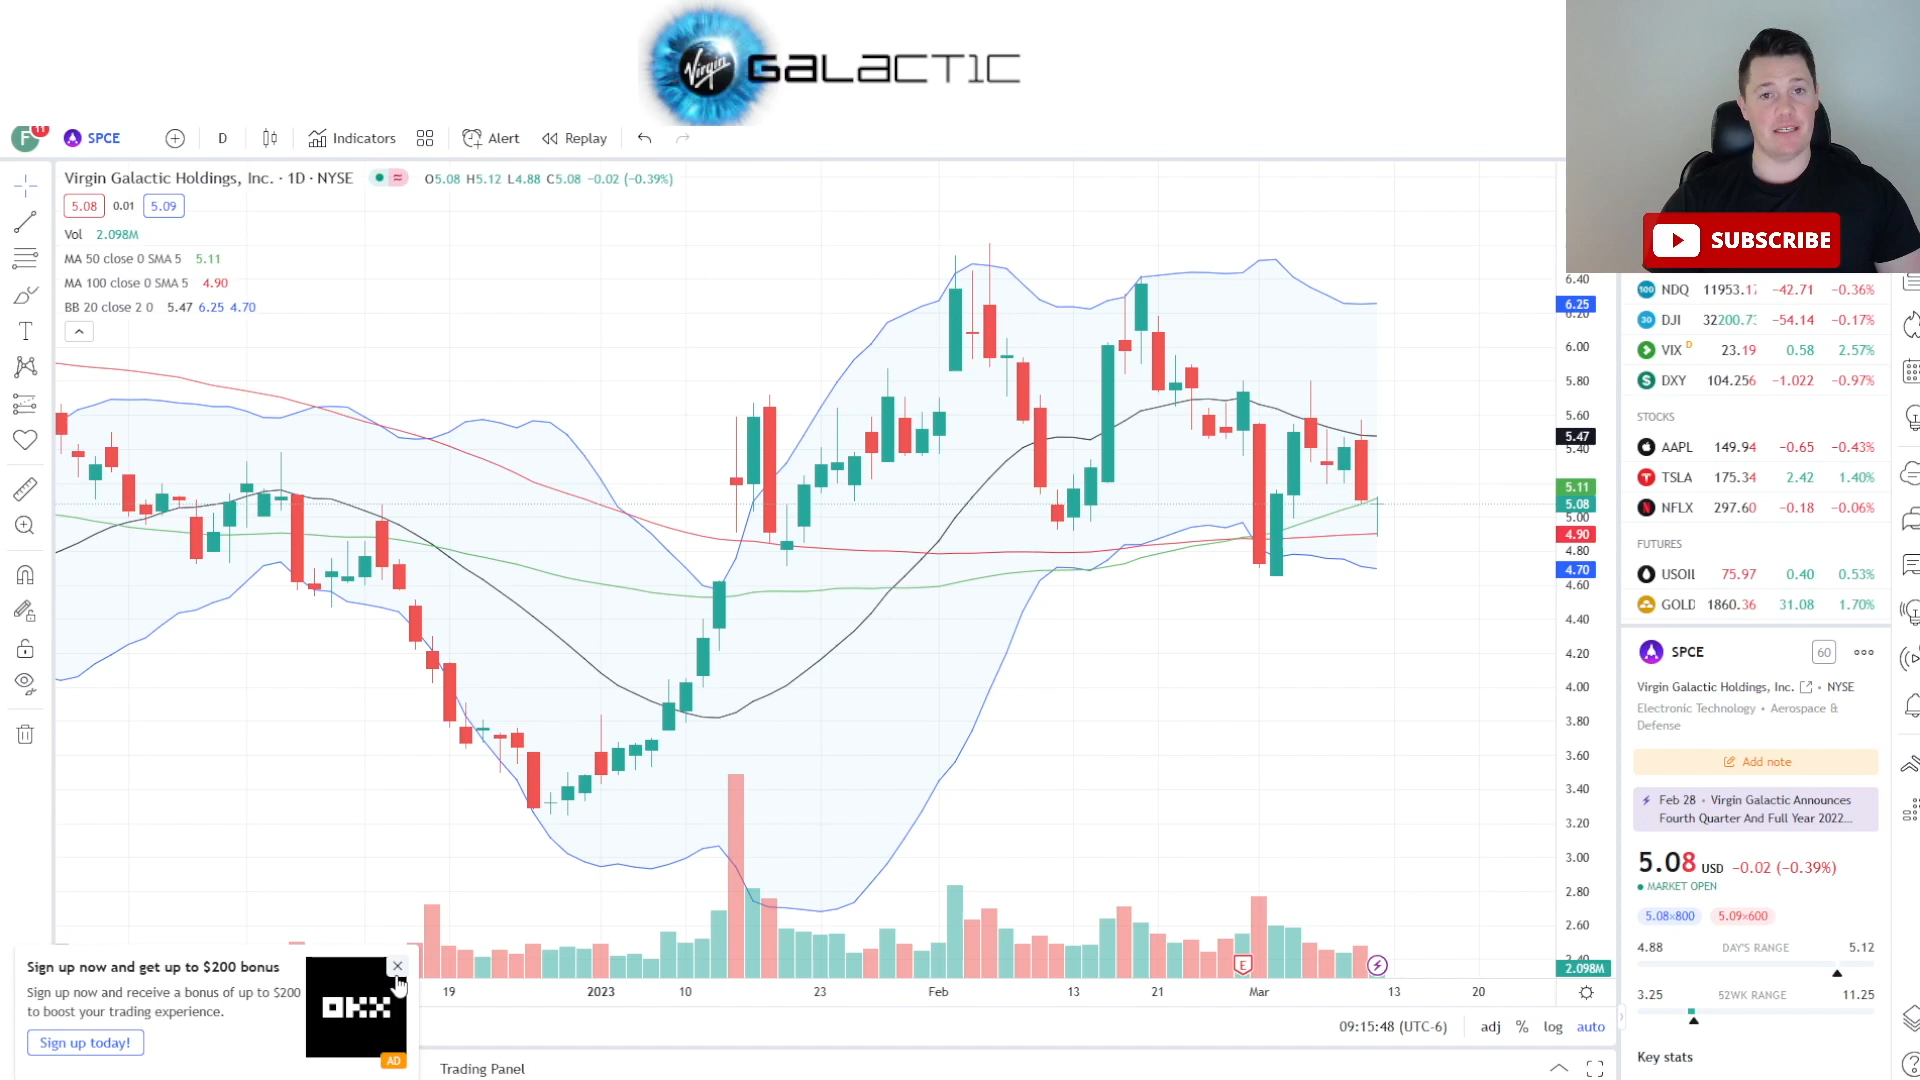 Virgin GALACTIC
F 11 SPCE D Indicators Alert Replay
Virgin Galactic Holdings, Inc. · 1D · NYSE O5.08 H5.12 L4.88 C5.08 −0.02 (−0.39%)
5.08 0.01 5.09
Vol 2.098M
MA 50 close 0 SMA 5 5.11
MA 100 close 0 SMA 5 4.90
BB 20 close 2 0 5.47 6.25 4.70
SUBSCRIBE
6.40
6.25
6.20
6.00
5.80
5.60
5.47
5.40
5.11
5.08
5.00
4.90
4.80
4.70
4.60
4.40
4.20
4.00
3.80
3.60
3.40
3.20
3.00
2.80
2.60
2.40
2.098M
E
19 2023 10 23 Feb 13 21 Mar 13 20
09:15:48 (UTC-6) adj % log auto
Trading Panel
Sign up now and get up to $200 bonus
Sign up now and receive a bonus of up to $200
to boost your trading experience.
Sign up today!
OKX
AD
100 NDQ 11953.17 −42.71 −0.36%
30 DJI 32200.73 −54.14 −0.17%
VIX D 23.19 0.58 2.57%
DXY 104.256 −1.022 −0.97%
STOCKS
AAPL 149.94 −0.65 −0.43%
TSLA 175.34 2.42 1.40%
NFLX 297.60 −0.18 −0.06%
FUTURES
USOIL 75.97 0.40 0.53%
GOLD 1860.36 31.08 1.70%
SPCE 60
Virgin Galactic Holdings, Inc. • NYSE
Electronic Technology • Aerospace &
Defense
Add note
Feb 28 • Virgin Galactic Announces
Fourth Quarter And Full Year 2022...
5.08 USD −0.02 (−0.39%)
MARKET OPEN
5.08×800 5.09×600
4.88 DAY'S RANGE 5.12
3.25 52WK RANGE 11.25
Key stats